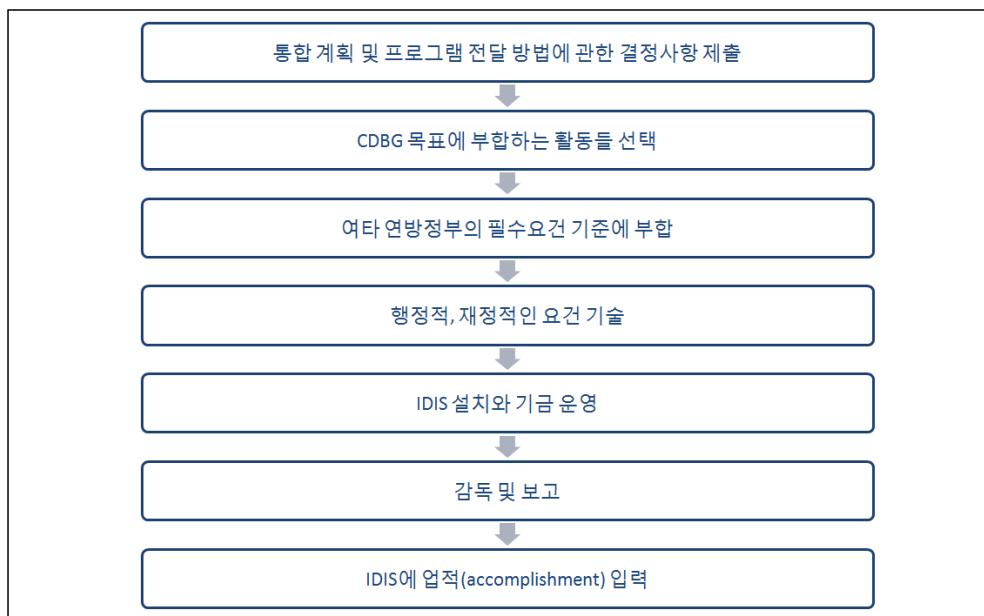 통합 계획 및 프로그램 전달 방법에 관한 결정사항 제출
CDBG 목표에 부합하는 활동들 선택
여타 연방정부의 필수요건 기준에 부합
행정적, 재정적인 요건 기술
IDIS 설치와 기금 운영
감독 및 보고
IDIS에 업적(accomplishment) 입력